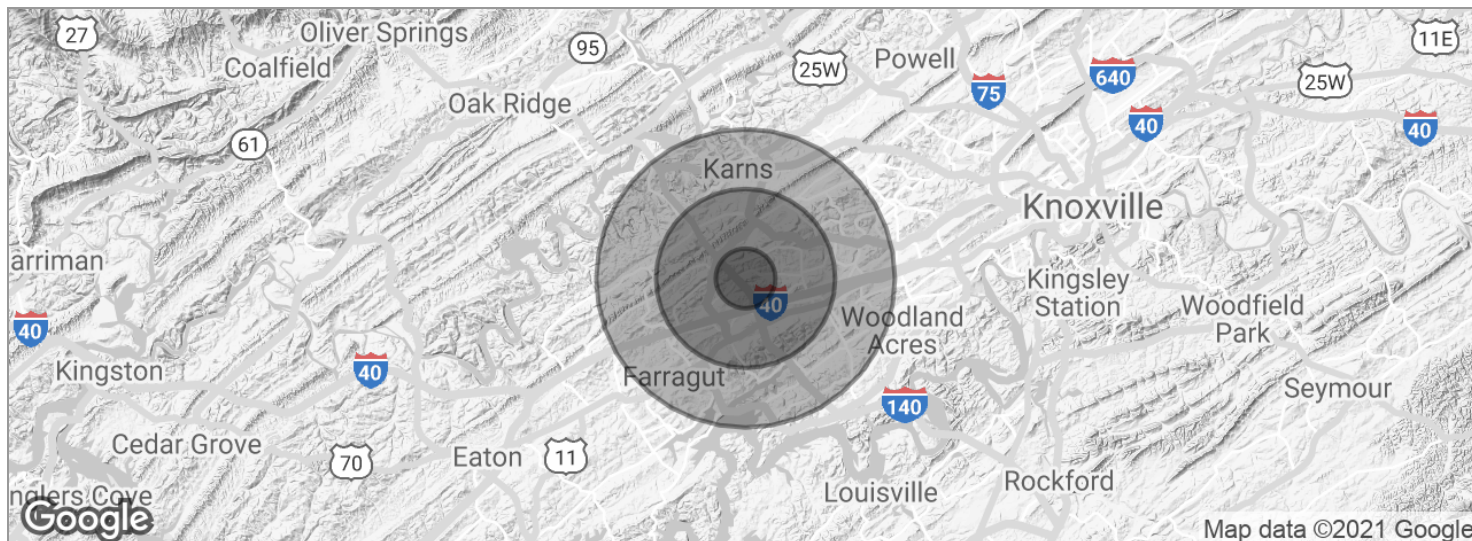 27
Oliver Springs
95
11E
Coalfield
25W
Powell
640
25W
75
Oak Ridge
40
40
61
Karns
Knoxville
arriman
Kingsley
Station
40
40
Woodland
Acres
Woodfield
Park
Kingston
40
Farragut
Seymour
140
Cedar Grove
70
Eaton
11
Rockford
Louisville
nglers Cove
Google
Map data ©2021 Google